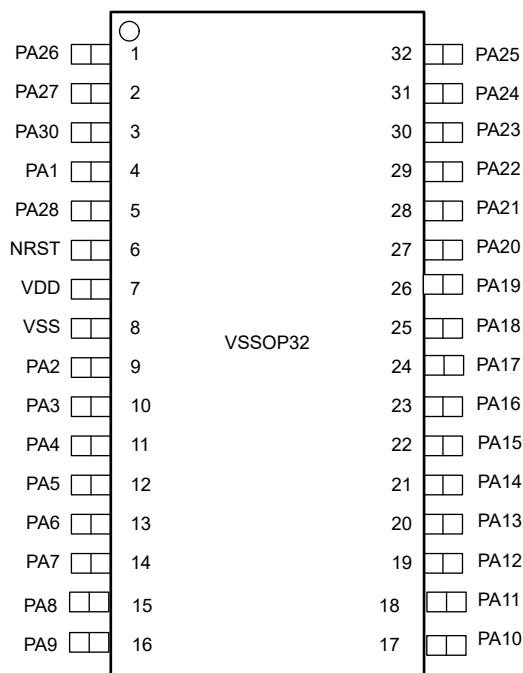 PA26 1 32 PA25
PA27 2 31 PA24
PA30 3 30 PA23
PA1 4 29 PA22
PA28 5 28 PA21
NRST 6 27 PA20
VDD 7 26 PA19
VSS 8 25 PA18
VSSOP32
PA2 9 24 PA17
PA3 10 23 PA16
PA4 11 22 PA15
PA5 12 21 PA14
PA6 13 20 PA13
PA7 14 19 PA12
PA8 15 18 PA11
PA9 16 17 PA10